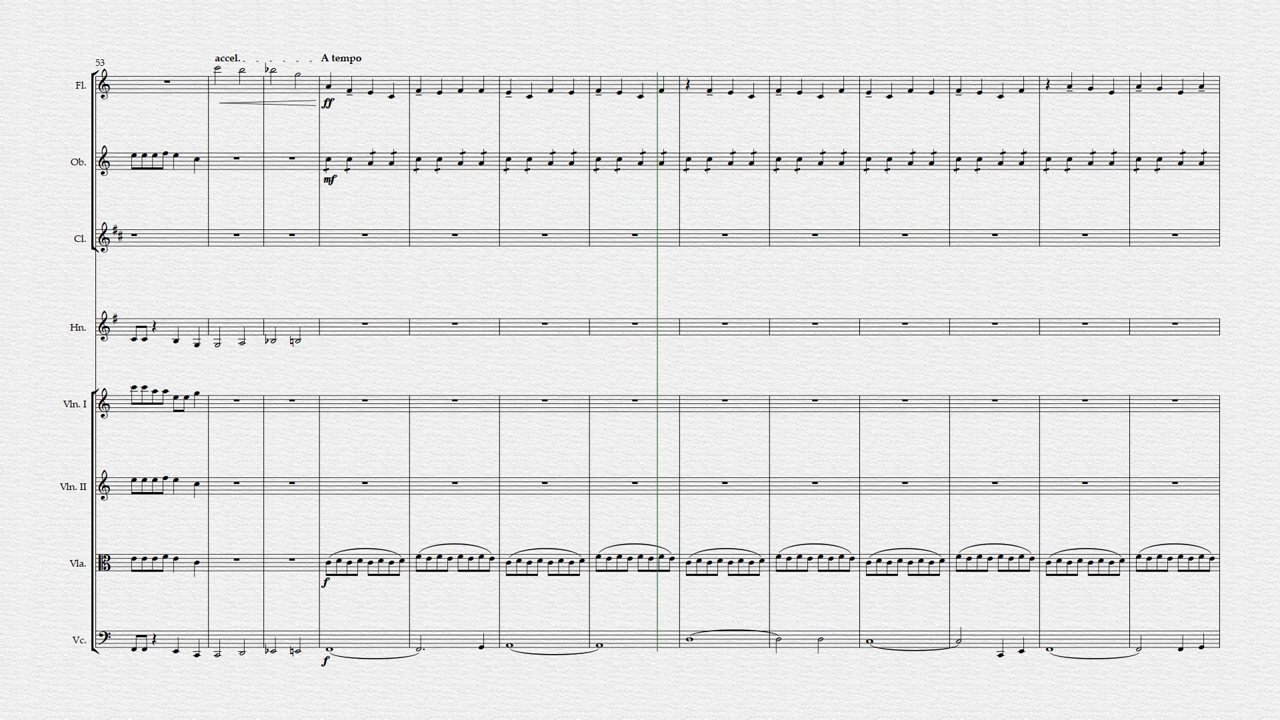 53
accel. A tempo
Fl.
ff
Ob.
mf
Cl.
Hn.
Vln. I
Vln. II
Vla.
f
Vc.
f